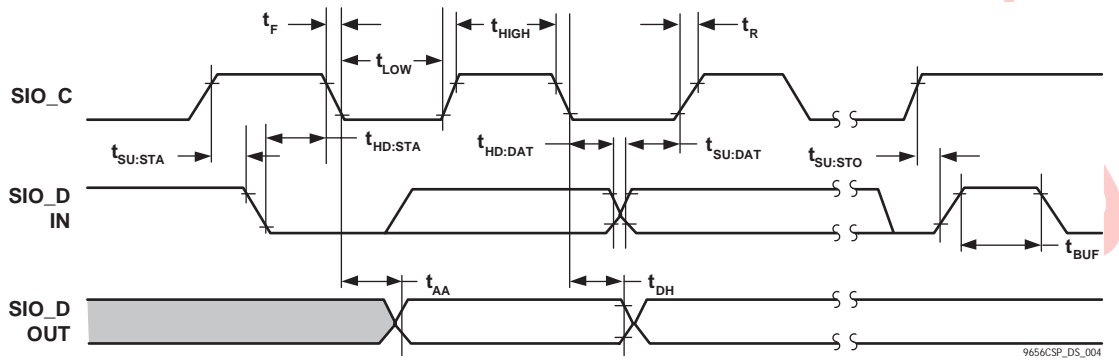 tF
tHIGH
tR
tLOW
SIO_C
tHD:STA
tHD:DAT
tSU:DAT
tSU:STA
tSU:STO
SIO_D
IN
tBUF
tAA
tDH
SIO_D
OUT
9656CSP_DS_004